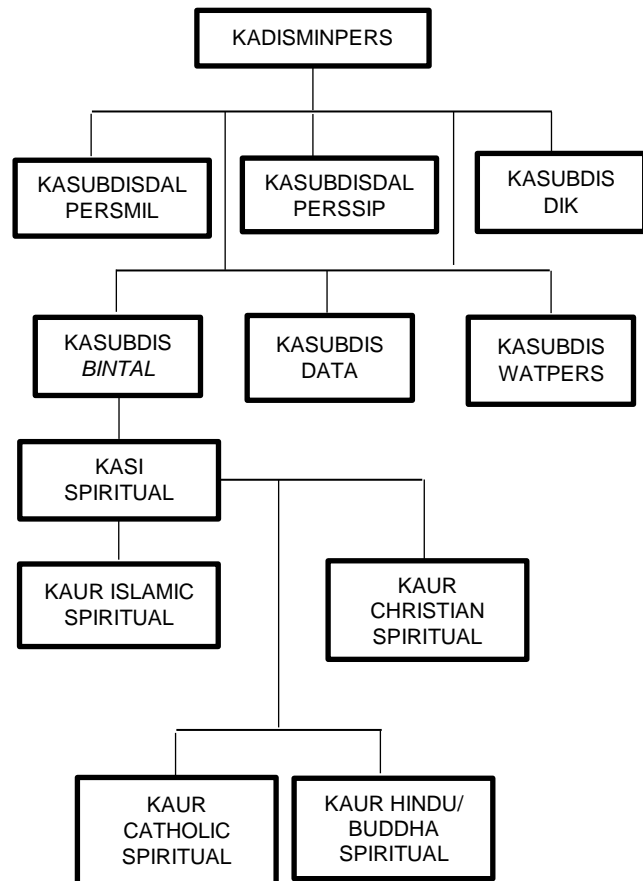 KADISMINPERS
KASUBDISDAL
PERSMIL
KASUBDISDAL
PERSSIP
KASUBDIS
DIK
KASUBDIS
BINTAL
KASUBDIS
DATA
KASUBDIS
WATPERS
KASI
SPIRITUAL
KAUR ISLAMIC
SPIRITUAL
KAUR
CHRISTIAN
SPIRITUAL
KAUR
CATHOLIC
SPIRITUAL
KAUR HINDU/
BUDDHA
SPIRITUAL